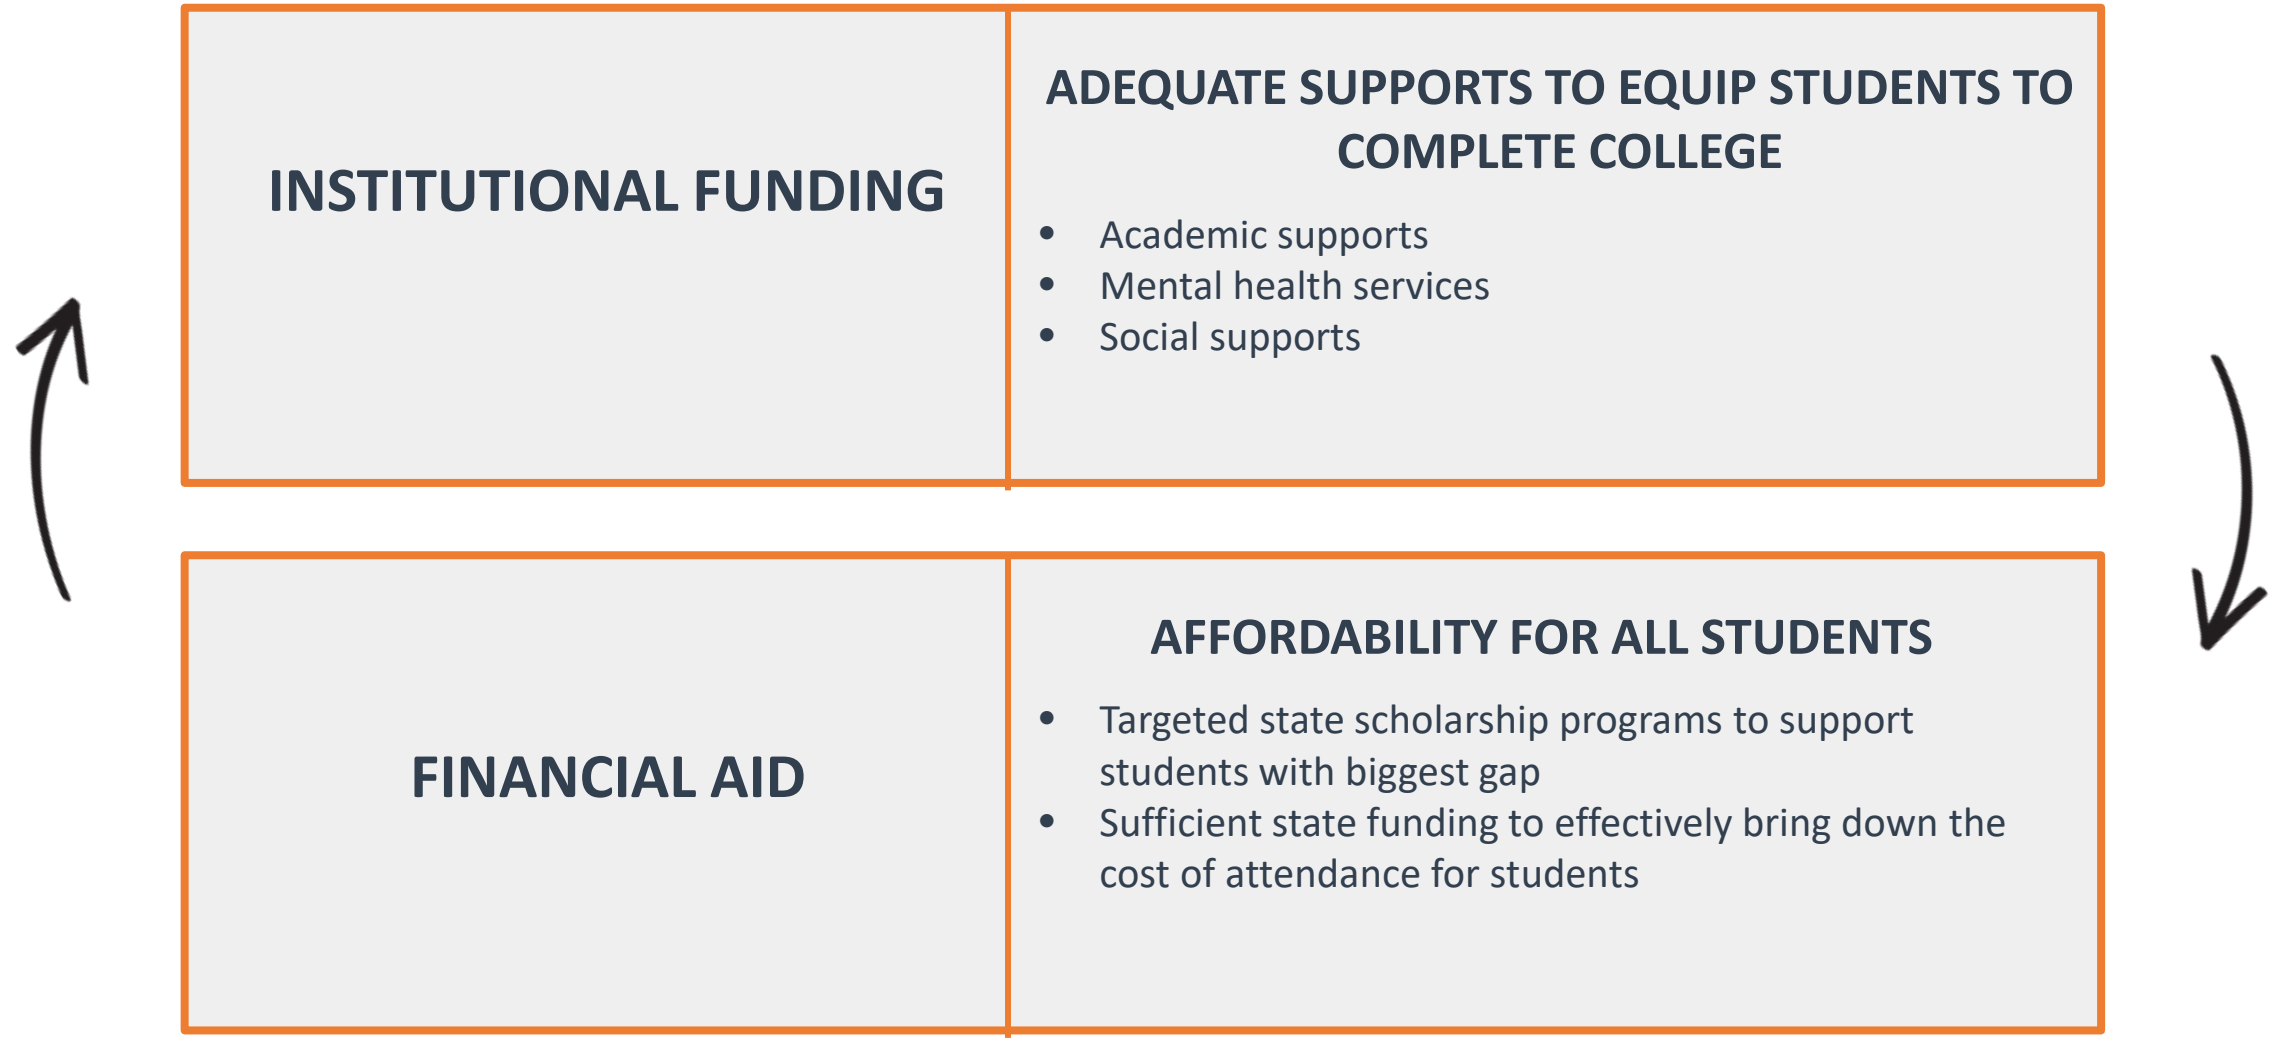 INSTITUTIONAL FUNDING
ADEQUATE SUPPORTS TO EQUIP STUDENTS TO
COMPLETE COLLEGE
• Academic supports
• Mental health services
• Social supports
FINANCIAL AID
AFFORDABILITY FOR ALL STUDENTS
• Targeted state scholarship programs to support
students with biggest gap
• Sufficient state funding to effectively bring down the
cost of attendance for students